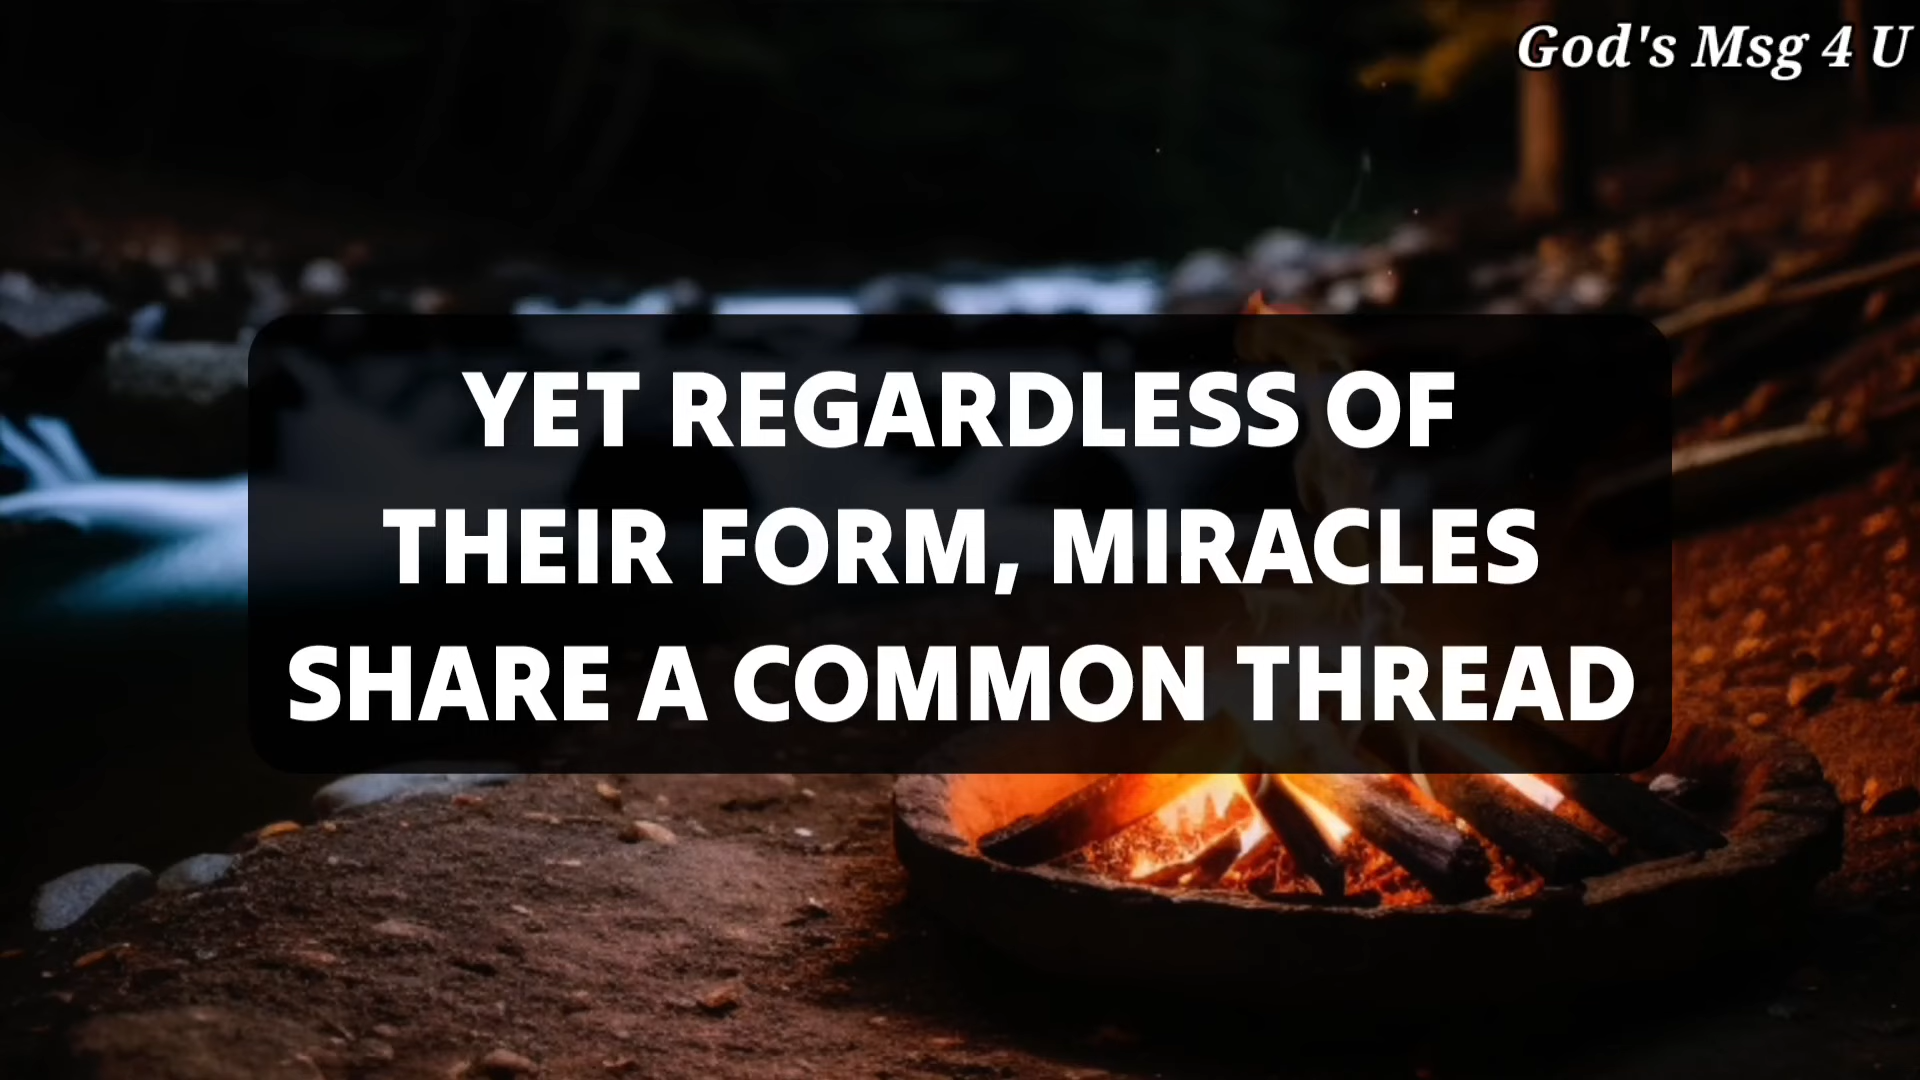 God's Msg 4 U
YET REGARDLESS OF
THEIR FORM, MIRACLES
SHARE A COMMON THREAD